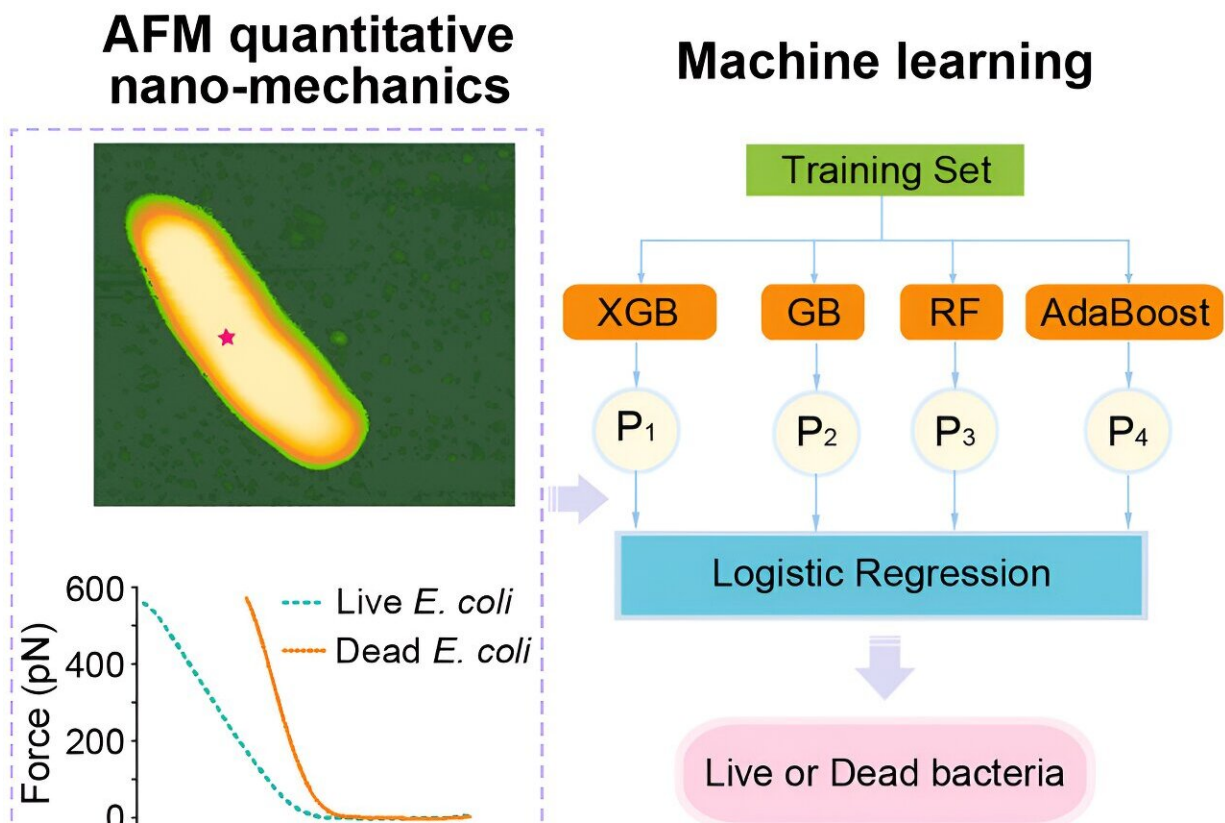 AFM quantitative
nano-mechanics
Machine learning
Training Set
XGB
GB
RF
AdaBoost
P1
P2
P3
P4
Logistic Regression
Live or Dead bacteria
Force (pN)
600
400
200
0
Live E. coli
Dead E. coli